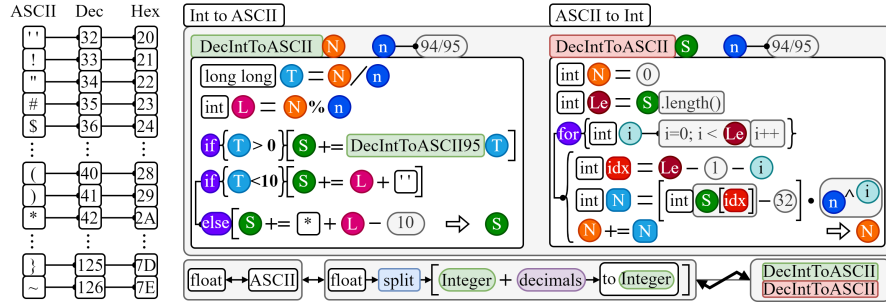 ASCII Dec Hex
' ' 32 20
! 33 21
" 34 22
# 35 23
$ 36 24
( 40 28
) 41 29
* 42 2A
} 125 7D
~ 126 7E
Int to ASCII
DecIntToASCII N n 94/95
long long T = N / n
int L = N % n
if { T > 0 } [ S += DecIntToASCII95 T ]
if { T <10 } [ S += L + ' ' ]
else [ S += * + L − 10 ⇨ S
ASCII to Int
DecIntToASCII S n 94/95
int N = 0
int Le = S .length()
for { int i i=0; i < Le i++ }
int idx = Le − 1 − i
int N = [ int S [ idx ] − 32 ] • n ^ i
N += N ⇨ N
float ASCII float split [ Integer + decimals to Integer ]
DecIntToASCII
DecIntToASCII